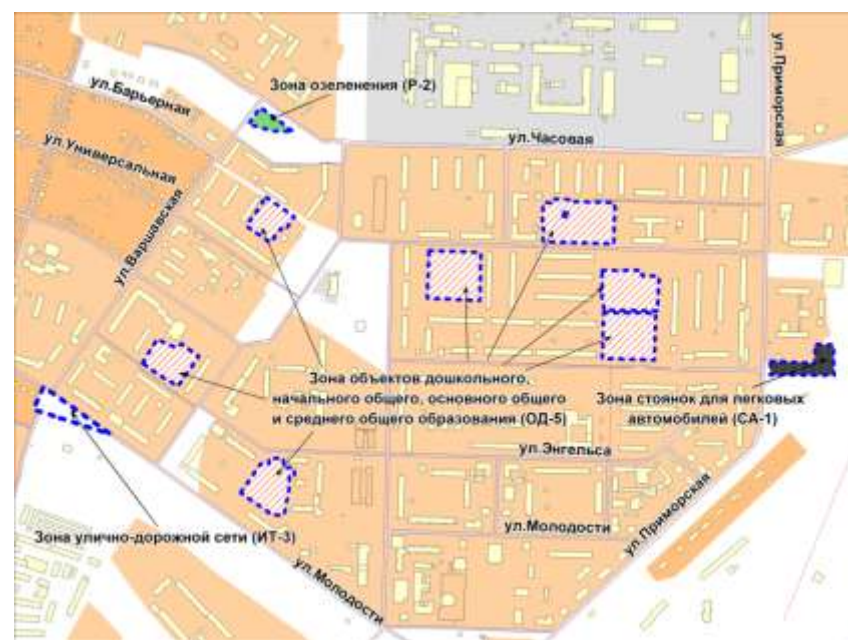 ул.Приморская
Зона озеленения (Р-2)
ул.Барьерная
ул.Часовая
ул.Универсальная
ул.Варшавская
Зона объектов дошкольного,
начального общего, основного общего
и среднего общего образования (ОД-5)
Зона стоянок для легковых
автомобилей (СА-1)
ул.Энгельса
ул.Приморская
ул.Молодости
Зона улично-дорожной сети (ИТ-3)
ул.Молодости